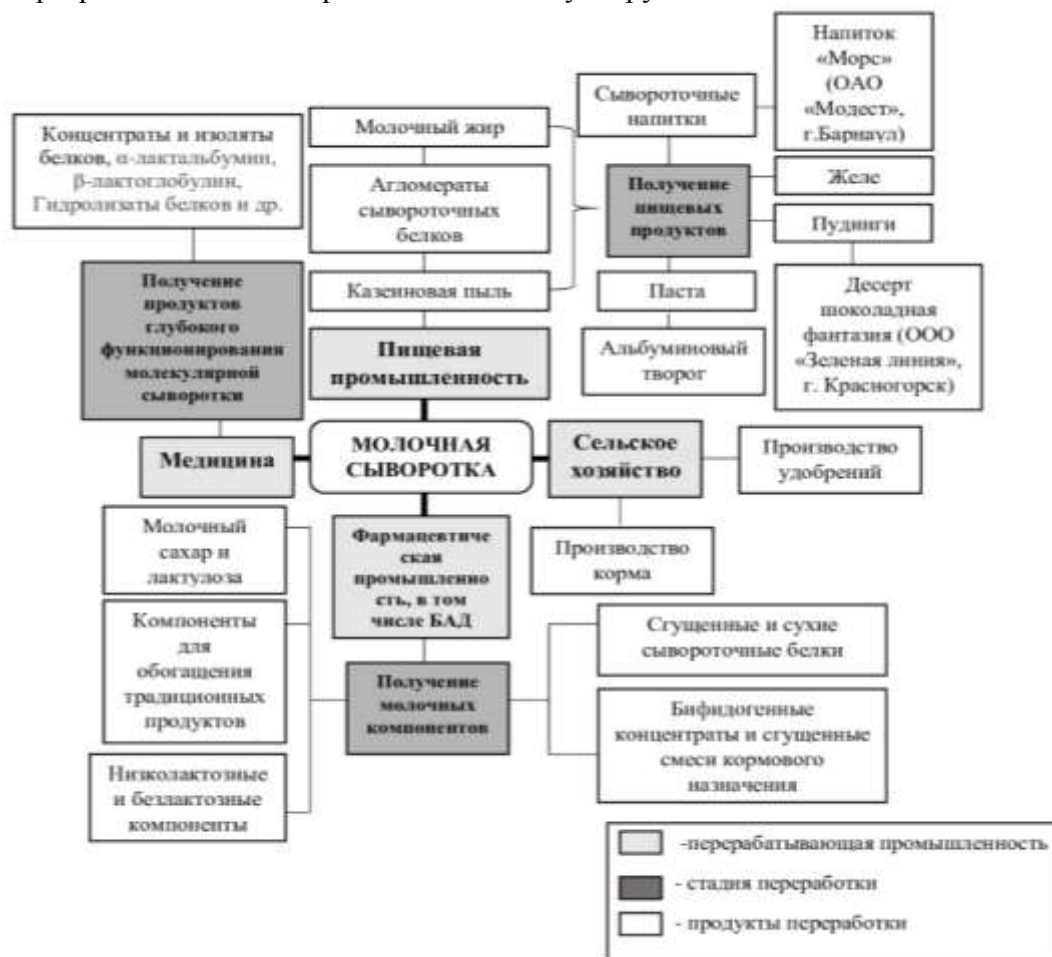 Напиток
«Морс»
(ОАО
«Модест»,
г.Барнаул)
Сывороточные
напитки
Молочный жир
Концентраты и изоляты
белков, α-лактальбумин,
β-лактоглобулин,
Гидролизаты белков и др.
Агломераты
сывороточных
белков
Получение
пищевых
продуктов
Желе
Пудинги
Получение
продуктов
глубокого
функционирования
молекулярной
сыворотки
Казеиновая пыль
Паста
Десерт
шоколадная
фантазия (ООО
«Зеленая линия»,
г. Красногорск)
Пищевая
промышленность
Альбуминовый
творог
Медицина
МОЛОЧНАЯ
СЫВОРОТКА
Сельское
хозяйство
Производство
удобрений
Молочный
сахар и
лактулоза
Фармацевтиче
ская
промышленно
сть, в том
числе БАД
Производство
корма
Компоненты
для
обогащения
традиционных
продуктов
Получение
молочных
компонентов
Сгущенные и сухие
сывороточные белки
Бифидогенные
концентраты и сгущенные
смеси кормового
назначения
Низколактозные
и безлактозные
компоненты
-перерабатывающая промышленность
- стадия переработки
- продукты переработки